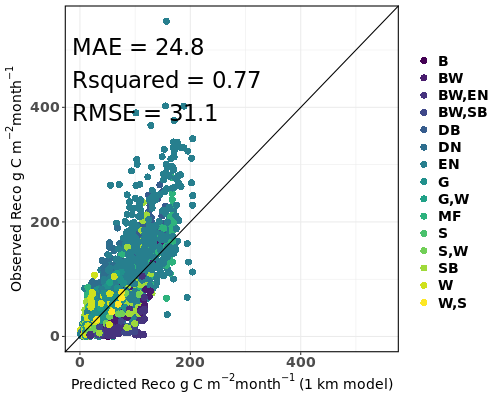 MAE = 24.8
Rsquared = 0.77
RMSE = 31.1
Observed Reco g C m⁻²month⁻¹
400
200
0
0 200 400
Predicted Reco g C m⁻²month⁻¹ (1 km model)
B
BW
BW,EN
BW,SB
DB
DN
EN
G
G,W
MF
S
S,W
SB
W
W,S